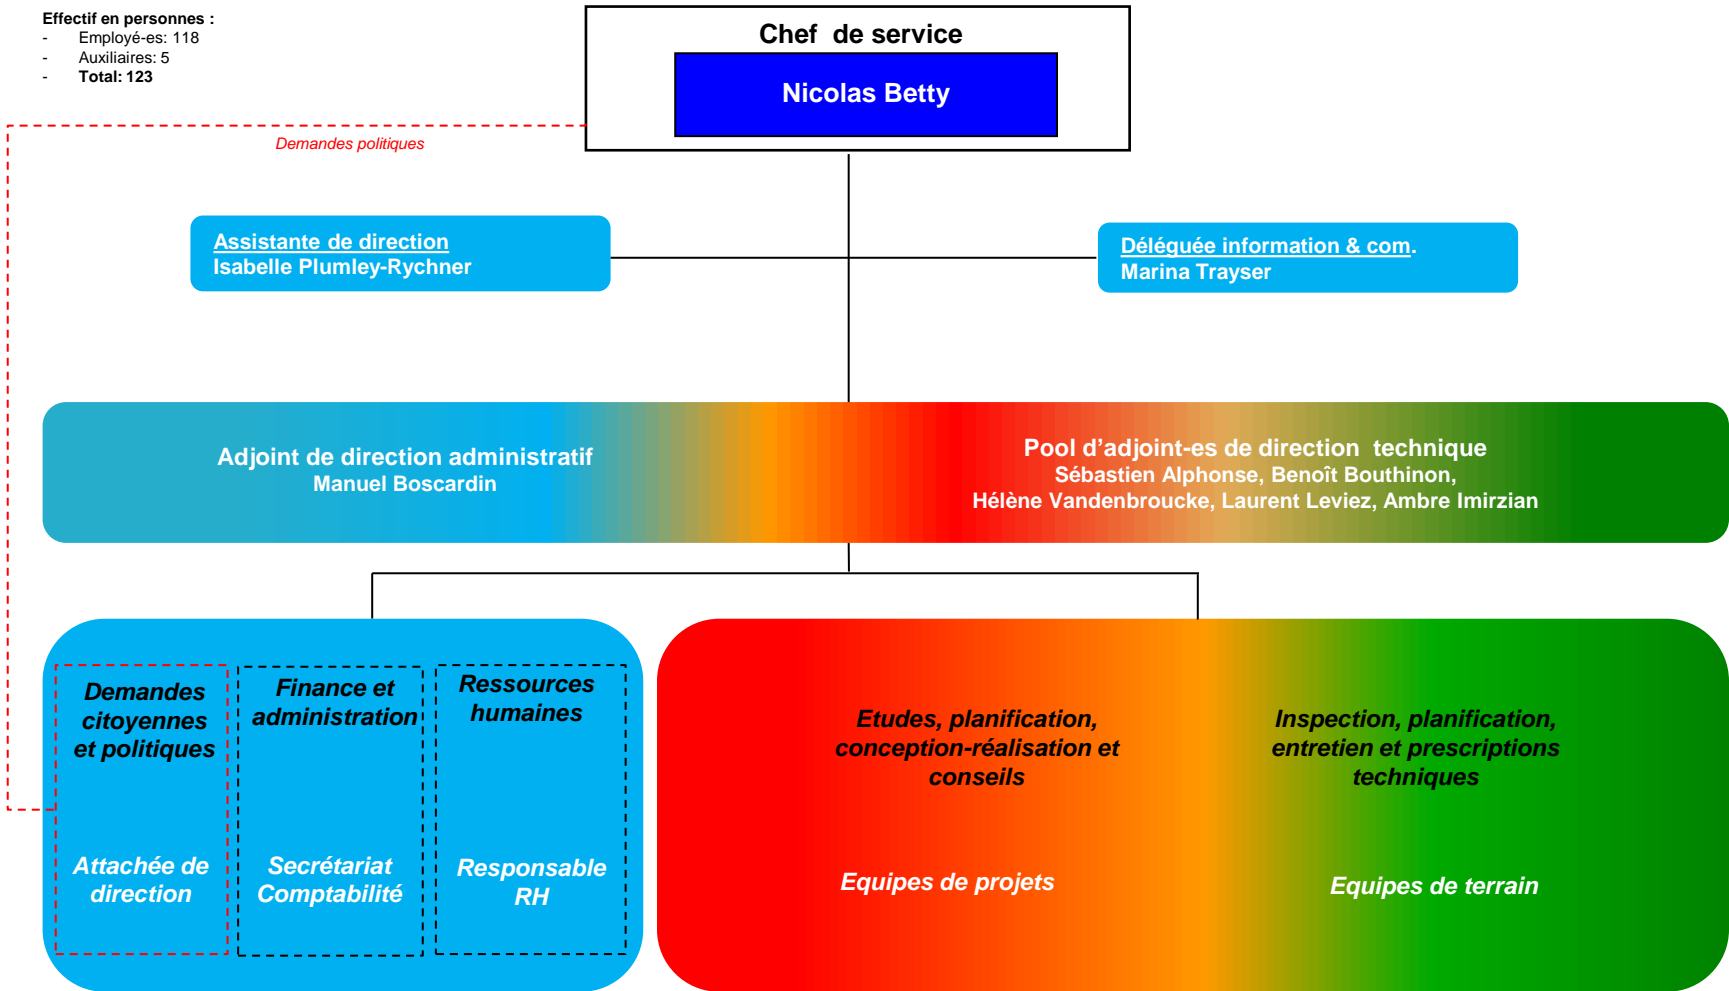 Effectif en personnes :
- Employé-es: 118
- Auxiliaires: 5
- Total: 123
Chef de service
Nicolas Betty
Demandes politiques
Assistante de direction
Isabelle Plumley-Rychner
Déléguée information & com.
Marina Trayser
Adjoint de direction administratif
Manuel Boscardin
Pool d’adjoint-es de direction technique
Sébastien Alphonse, Benoît Bouthinon,
Hélène Vandenbroucke, Laurent Leviez, Ambre Imirzian
Demandes
citoyennes
et politiques
Attachée de
direction
Finance et
administration
Secrétariat
Comptabilité
Ressources
humaines
Responsable
RH
Etudes, planification,
conception-réalisation et
conseils
Equipes de projets
Inspection, planification,
entretien et prescriptions
techniques
Equipes de terrain